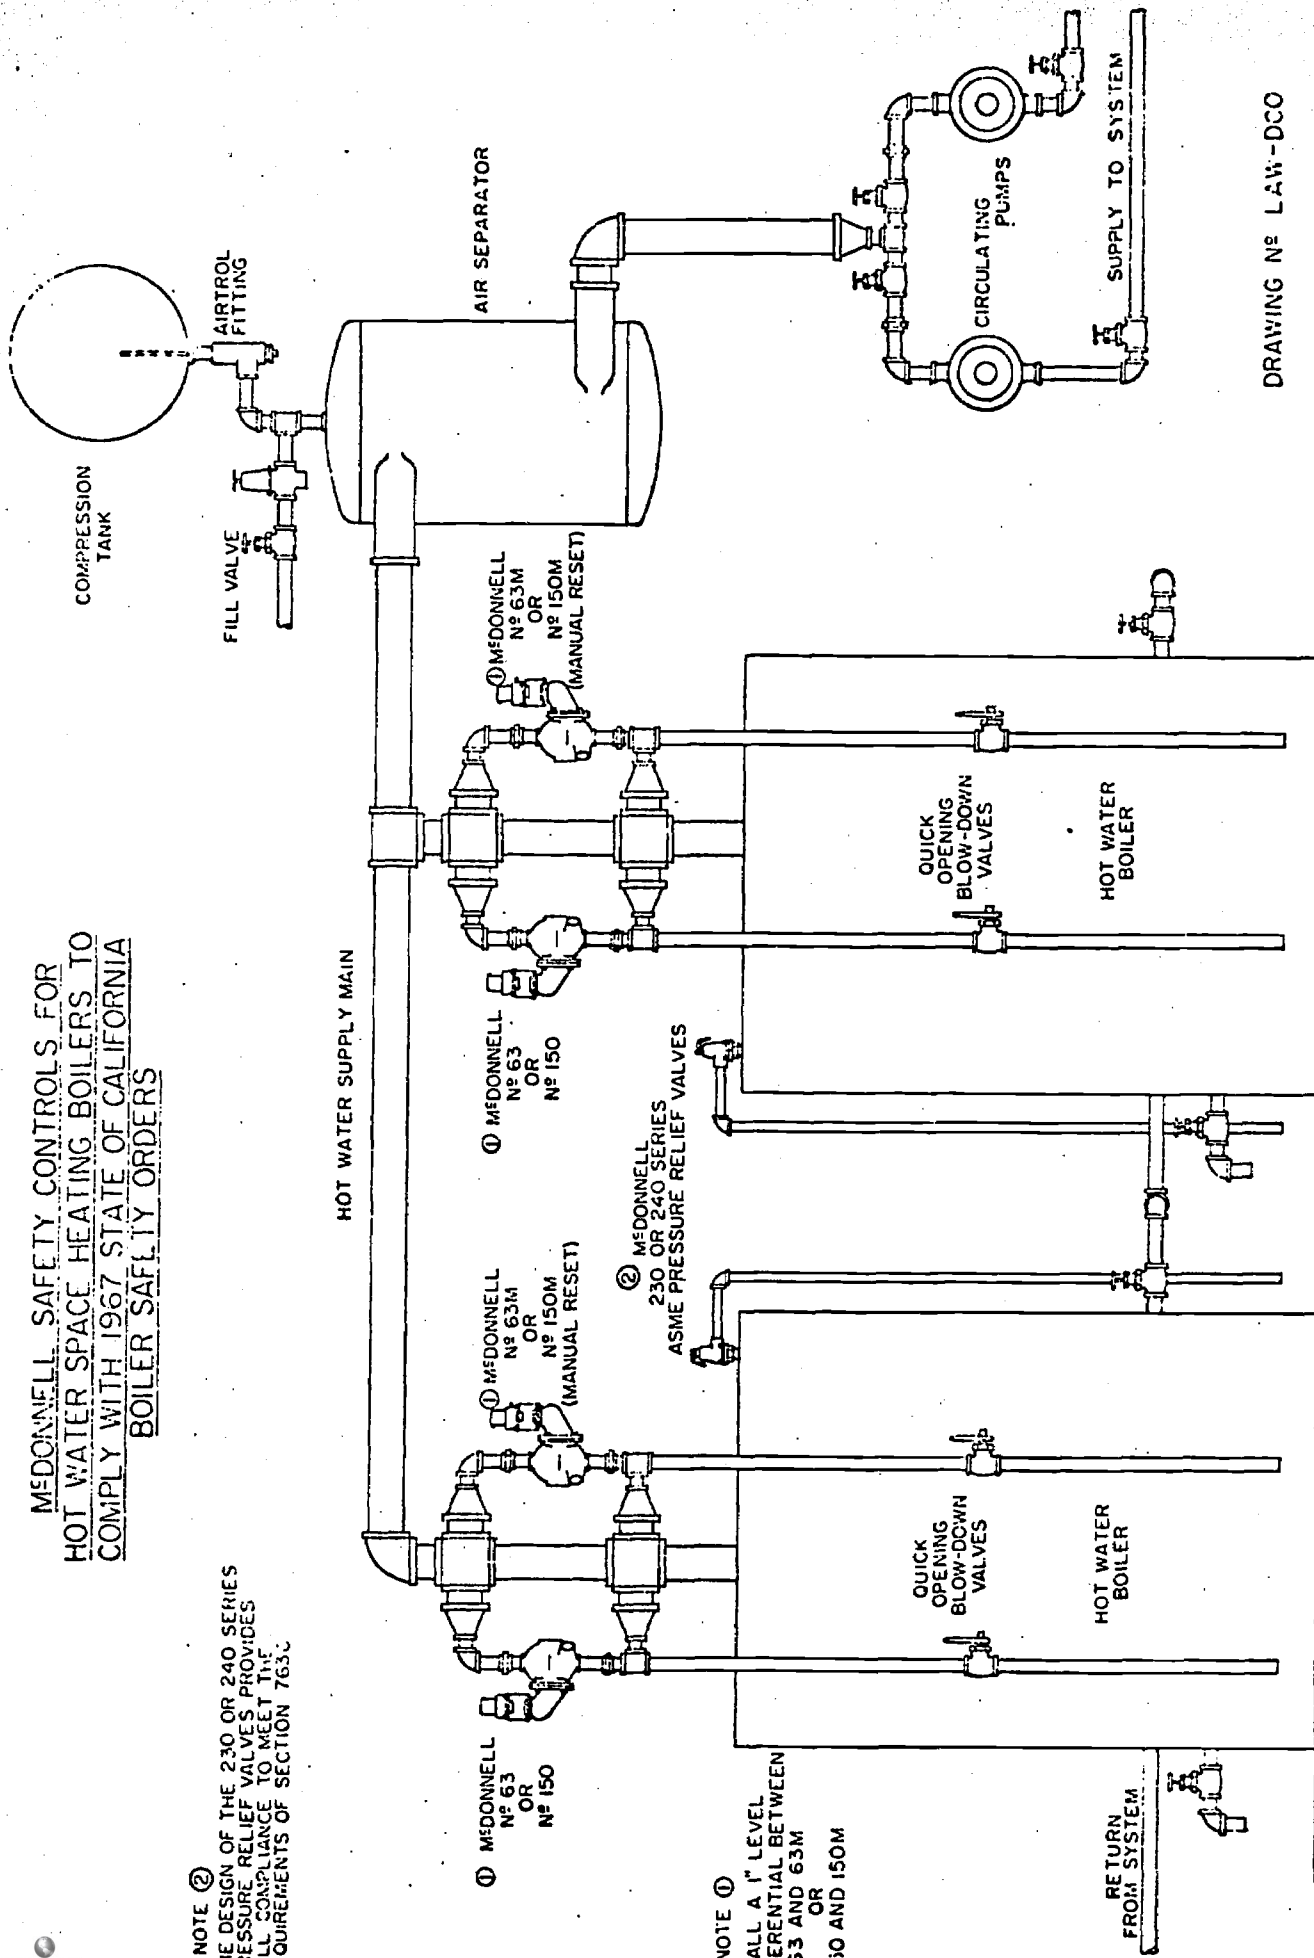 McDONNELL SAFETY CONTROLS FOR
HOT WATER SPACE HEATING BOILERS TO
COMPLY WITH 1967 STATE OF CALIFORNIA
BOILER SAFETY ORDERS
NOTE ②
E DESIGN OF THE 230 OR 240 SERIES
ESSURE RELIEF VALVES PROVIDES
LL COMPLIANCE TO MEET THE
QUIREMENTS OF SECTION
COMPRESSION
TANK
AIRTROL
FITTING
FILL VALVE
AIR SEPARATOR
HOT WATER SUPPLY MAIN
① McDONNELL
Nº 63
OR
Nº 150
① McDONNELL
Nº 63M
OR
Nº 150M
(MANUAL RESET)
① McDONNELL
Nº 63
OR
Nº 150
① McDONNELL
Nº 63M
OR
Nº 150M
(MANUAL RESET)
② McDONNELL
230 OR 240 SERIES
ASME PRESSURE RELIEF VALVES
NOTE ①
ALL A 1" LEVEL
ERENTIAL BETWEEN
63 AND 63M
OR
50 AND 150M
QUICK
OPENING
BLOW-DOWN
VALVES
HOT WATER
BOILER
QUICK
OPENING
BLOW-DOWN
VALVES
HOT WATER
BOILER
CIRCULATING
PUMPS
SUPPLY TO SYSTEM
RETURN
FROM SYSTEM
DRAWING Nº LAW-DCO